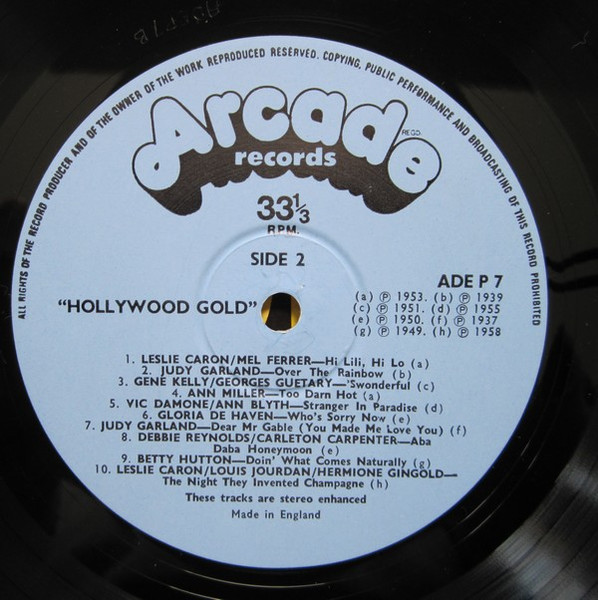 ALL RIGHTS OF THE RECORD PRODUCER AND OF THE OWNER OF THE WORK REPRODUCED RESERVED. COPYING, PUBLIC PERFORMANCE AND BROADCASTING OF THIS RECORD PROHIBITED
Arcade
REGD.
records
33⅓
RPM.
SIDE 2
ADE P 7
"HOLLYWOOD GOLD"
(a) ℗ 1953. (b) ℗ 1939
(c) ℗ 1951. (d) ℗ 1955
(e) ℗ 1950. (f) ℗ 1937
(g) ℗ 1949. (h) ℗ 1958
1. LESLIE CARON/MEL FERRER—Hi Lili, Hi Lo (a)
2. JUDY GARLAND—Over The Rainbow (b)
3. GENE KELLY/GEORGES GUETARY—'Swonderful (c)
4. ANN MILLER—Too Darn Hot (a)
5. VIC DAMONE/ANN BLYTH—Stranger In Paradise (d)
6. GLORIA DE HAVEN—Who's Sorry Now (e)
7. JUDY GARLAND—Dear Mr Gable (You Made Me Love You) (f)
8. DEBBIE REYNOLDS/CARLETON CARPENTER—Aba
Daba Honeymoon (e)
9. BETTY HUTTON—Doin' What Comes Naturally (g)
10. LESLIE CARON/LOUIS JOURDAN/HERMIONE GINGOLD—
The Night They Invented Champagne (h)
These tracks are stereo enhanced
Made in England